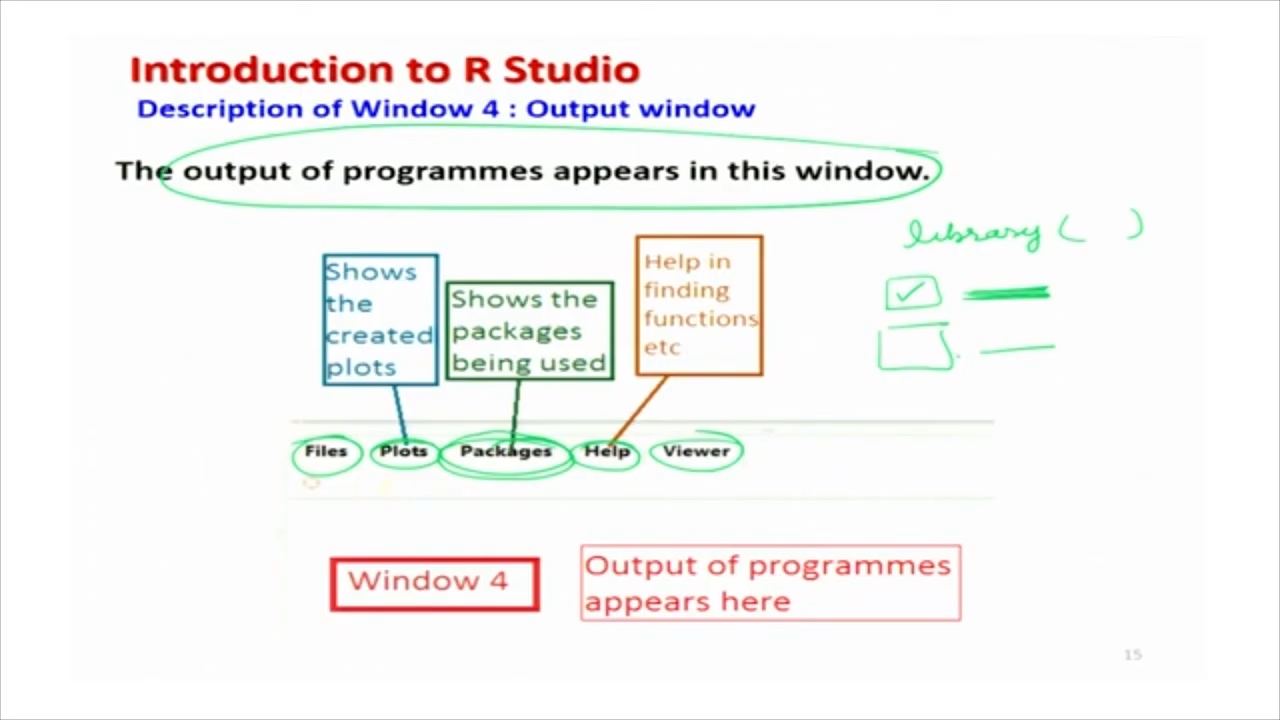 Introduction to R Studio
Description of Window 4 : Output window
The output of programmes appears in this window.
library ( )
Shows
the
created
plots
Shows the
packages
being used
Help in
finding
functions
etc
Files Plots Packages Help Viewer
Window 4
Output of programmes
appears here
15